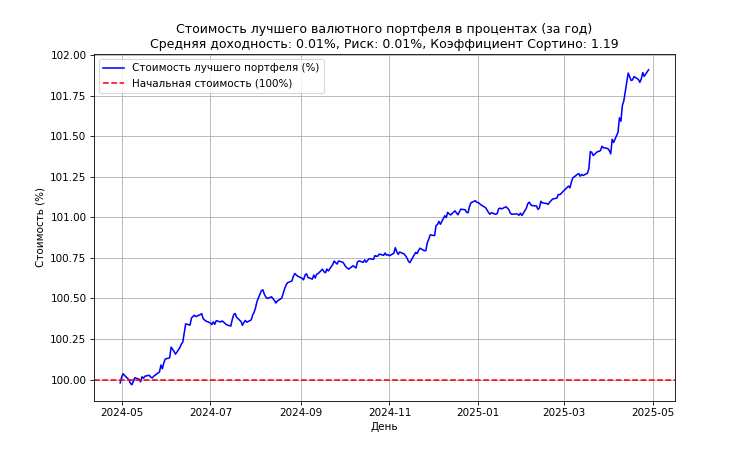 Стоимость лучшего валютного портфеля в процентах (за год)
Средняя доходность: 0.01%, Риск: 0.01%, Коэффициент Сортино: 1.19
Стоимость лучшего портфеля (%)
Начальная стоимость (100%)
Стоимость (%)
102.00
101.75
101.50
101.25
101.00
100.75
100.50
100.25
100.00
2024-05
2024-07
2024-09
2024-11
2025-01
2025-03
2025-05
День